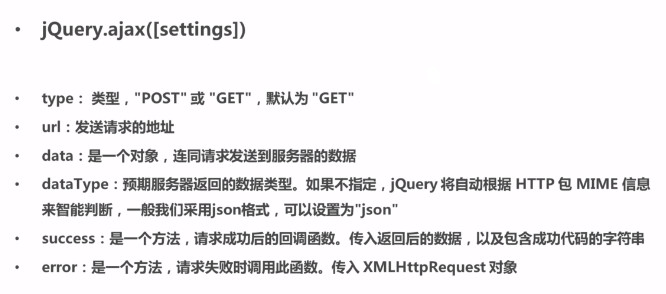 • jQuery.ajax([settings])
• type： 类型，"POST" 或 "GET"，默认为 "GET"
• url：发送请求的地址
• data：是一个对象，连同请求发送到服务器的数据
• dataType：预期服务器返回的数据类型。如果不指定，jQuery 将自动根据 HTTP 包 MIME 信息
来智能判断，一般我们采用json格式，可以设置为"json"
• success：是一个方法，请求成功后的回调函数。传入返回后的数据，以及包含成功代码的字符串
• error：是一个方法，请求失败时调用此函数。传入 XMLHttpRequest 对象